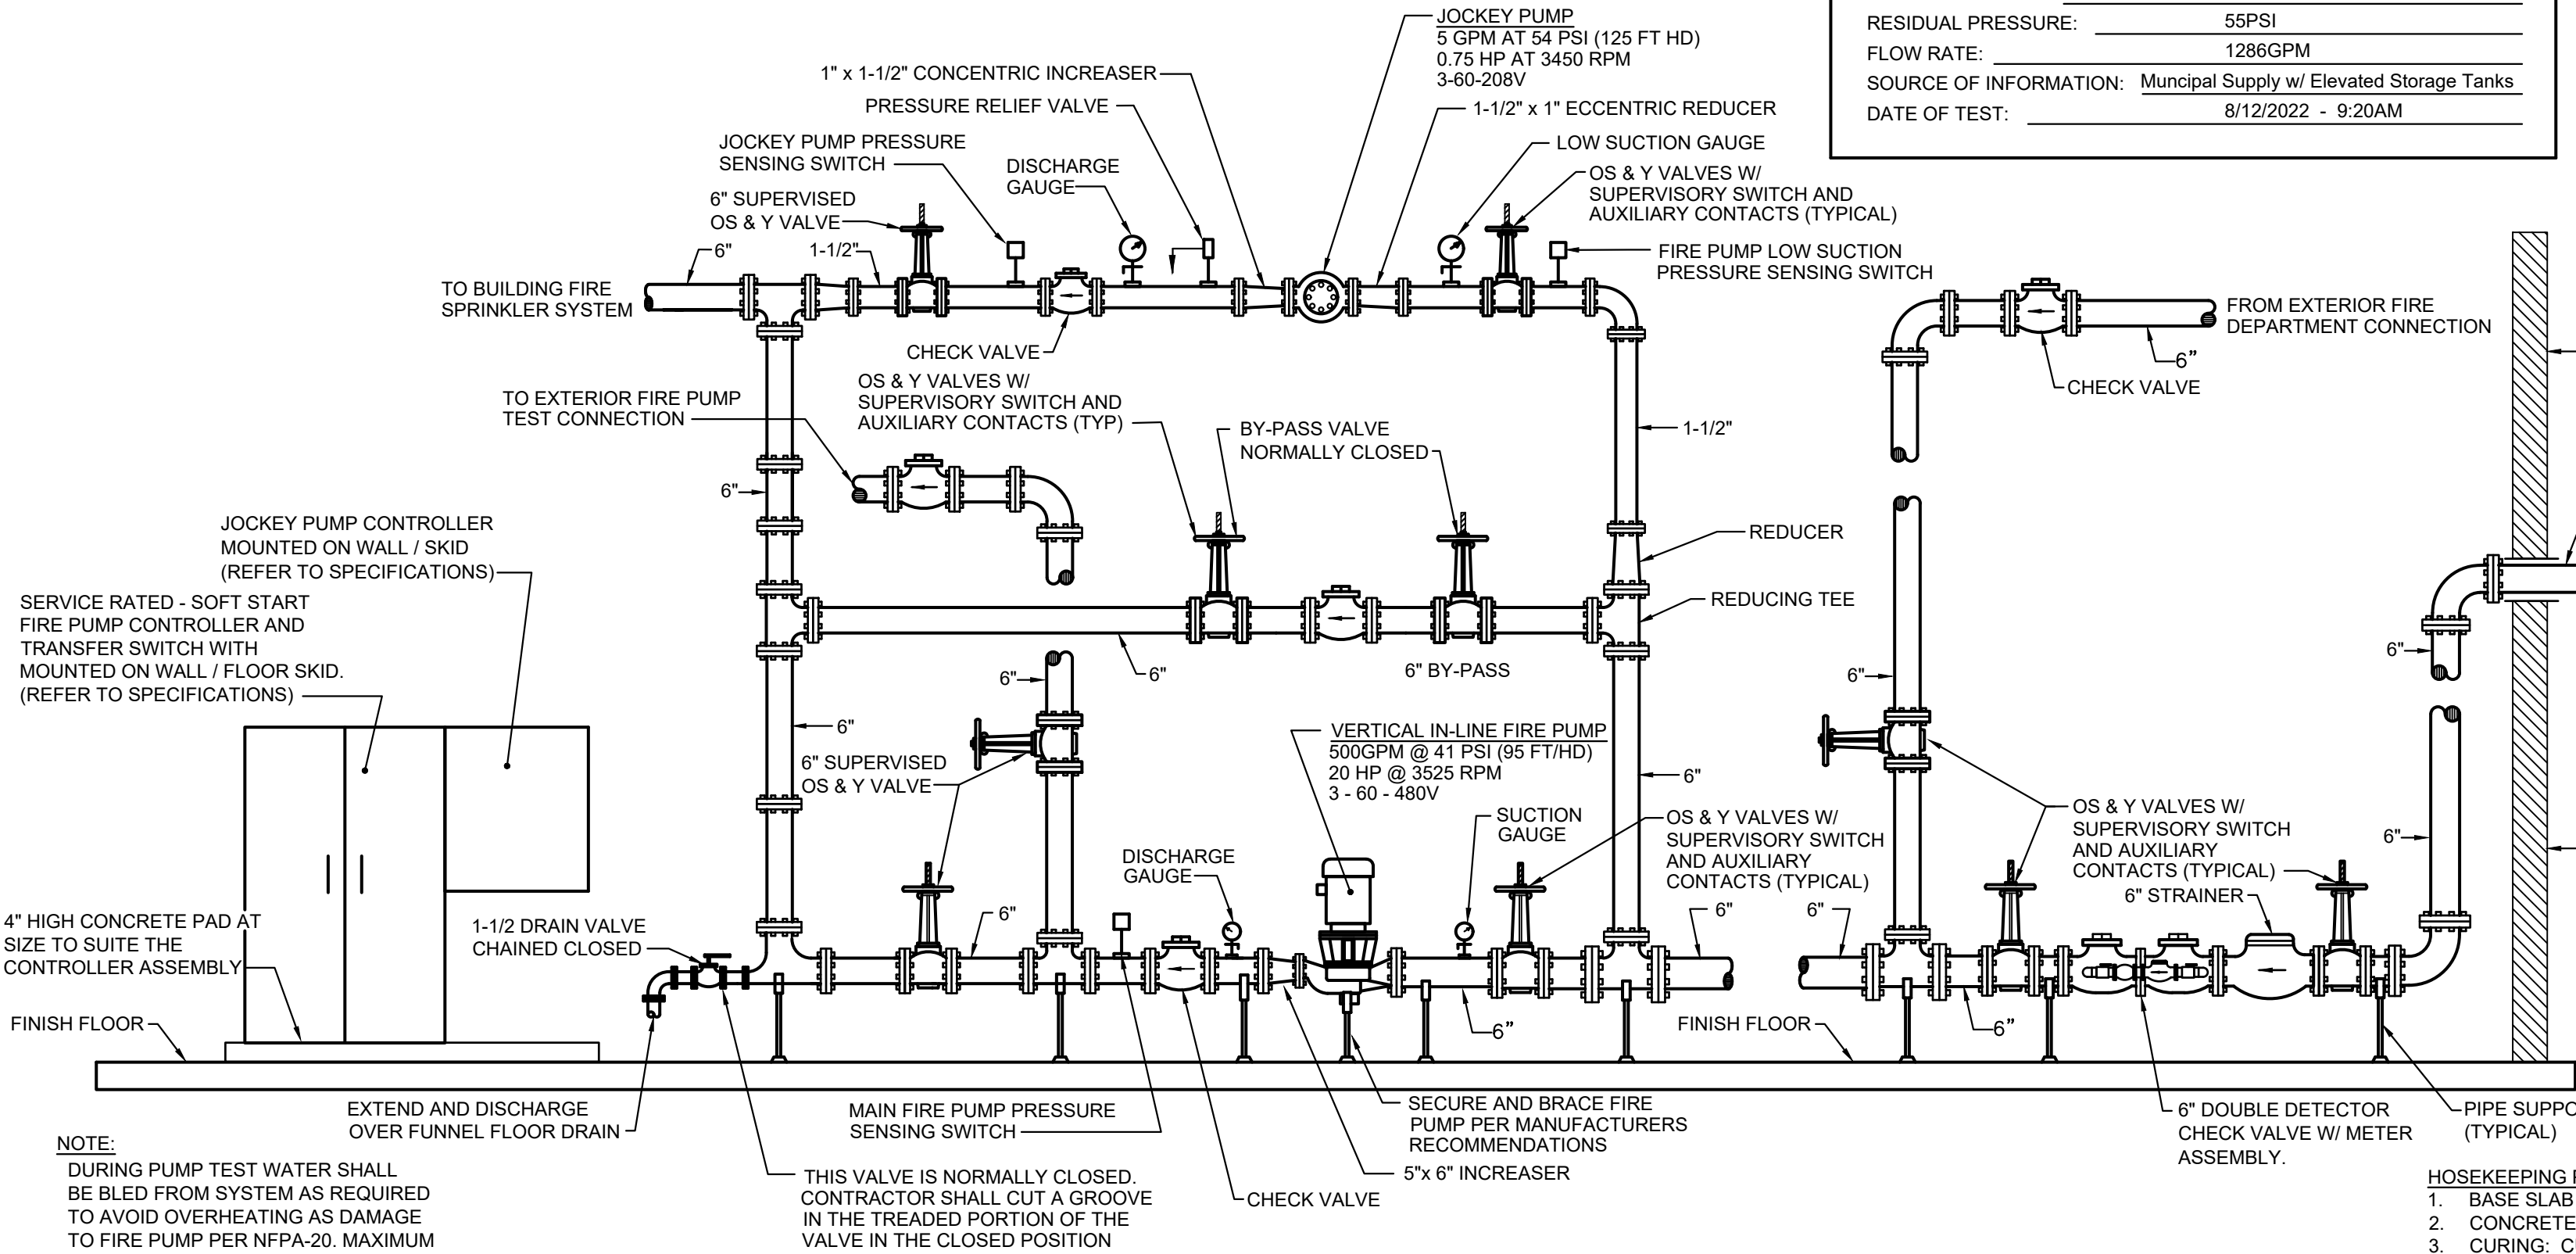 JOCKEY PUMP
5 GPM AT 54 PSI (125 FT HD)
0.75 HP AT 3450 RPM
3-60-208V
RESIDUAL PRESSURE: 55PSI
FLOW RATE: 1286GPM
SOURCE OF INFORMATION: Muncipal Supply w/ Elevated Storage Tanks
DATE OF TEST: 8/12/2022 - 9:20AM
1" x 1-1/2" CONCENTRIC INCREASER
PRESSURE RELIEF VALVE
1-1/2" x 1" ECCENTRIC REDUCER
JOCKEY PUMP PRESSURE
SENSING SWITCH
DISCHARGE
GAUGE
LOW SUCTION GAUGE
OS & Y VALVES W/
SUPERVISORY SWITCH AND
AUXILIARY CONTACTS (TYPICAL)
6" SUPERVISED
OS & Y VALVE
6"
1-1/2"
FIRE PUMP LOW SUCTION
PRESSURE SENSING SWITCH
TO BUILDING FIRE
SPRINKLER SYSTEM
FROM EXTERIOR FIRE
DEPARTMENT CONNECTION
CHECK VALVE
6”
CHECK VALVE
TO EXTERIOR FIRE PUMP
TEST CONNECTION
OS & Y VALVES W/
SUPERVISORY SWITCH AND
AUXILIARY CONTACTS (TYP)
BY-PASS VALVE
NORMALLY CLOSED
1-1/2"
6"
JOCKEY PUMP CONTROLLER
MOUNTED ON WALL / SKID
(REFER TO SPECIFICATIONS)
REDUCER
SERVICE RATED - SOFT START
FIRE PUMP CONTROLLER AND
TRANSFER SWITCH WITH
MOUNTED ON WALL / FLOOR SKID.
(REFER TO SPECIFICATIONS)
REDUCING TEE
6"
6"
6" BY-PASS
6"
6"
6"
VERTICAL IN-LINE FIRE PUMP
500GPM @ 41 PSI (95 FT/HD)
20 HP @ 3525 RPM
3 - 60 - 480V
6" SUPERVISED
OS & Y VALVE
6"
SUCTION
GAUGE
OS & Y VALVES W/
SUPERVISORY SWITCH
AND AUXILIARY
CONTACTS (TYPICAL)
OS & Y VALVES W/
SUPERVISORY SWITCH
AND AUXILIARY
CONTACTS (TYPICAL)
6"
DISCHARGE
GAUGE
6" STRAINER
4" HIGH CONCRETE PAD AT
SIZE TO SUITE THE
CONTROLLER ASSEMBLY
1-1/2 DRAIN VALVE
CHAINED CLOSED
6"
6"
6"
FINISH FLOOR
6”
FINISH FLOOR
6”
EXTEND AND DISCHARGE
OVER FUNNEL FLOOR DRAIN
MAIN FIRE PUMP PRESSURE
SENSING SWITCH
SECURE AND BRACE FIRE
PUMP PER MANUFACTURERS
RECOMMENDATIONS
6" DOUBLE DETECTOR
CHECK VALVE W/ METER
ASSEMBLY.
PIPE SUPPO
(TYPICAL)
NOTE:
DURING PUMP TEST WATER SHALL
BE BLED FROM SYSTEM AS REQUIRED
TO AVOID OVERHEATING AS DAMAGE
TO FIRE PUMP PER NFPA-20. MAXIMUM
THIS VALVE IS NORMALLY CLOSED.
CONTRACTOR SHALL CUT A GROOVE
IN THE TREADED PORTION OF THE
VALVE IN THE CLOSED POSITION
CHECK VALVE
5"x 6" INCREASER
HOSEKEEPING
1. BASE SLAB
2. CONCRETE
3. CURING: